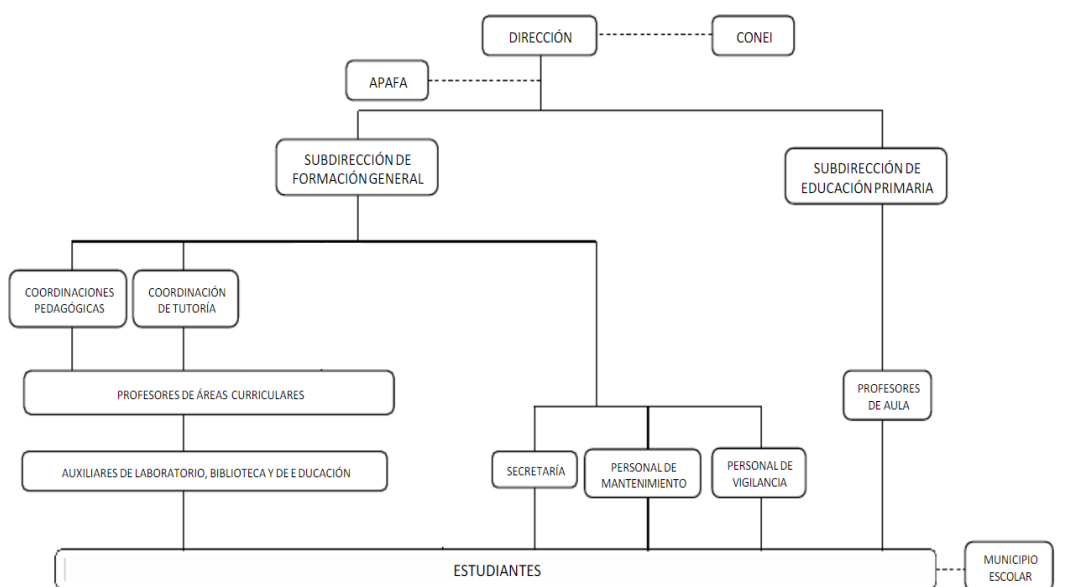 DIRECCIÓN
CONEI
APAFA
SUBDIRECCIÓN DE
FORMACIÓN GENERAL
SUBDIRECCIÓN DE
EDUCACIÓN PRIMARIA
COORDINACIONES
PEDAGÓGICAS
COORDINACIÓN
DE TUTORÍA
PROFESORES DE ÁREAS CURRICULARES
PROFESORES
DE AULA
AUXILIARES DE LABORATORIO, BIBLIOTECA Y DE E DUCACIÓN
SECRETARÍA
PERSONAL DE
MANTENIMIENTO
PERSONAL DE
VIGILANCIA
ESTUDIANTES
MUNICIPIO
ESCOLAR